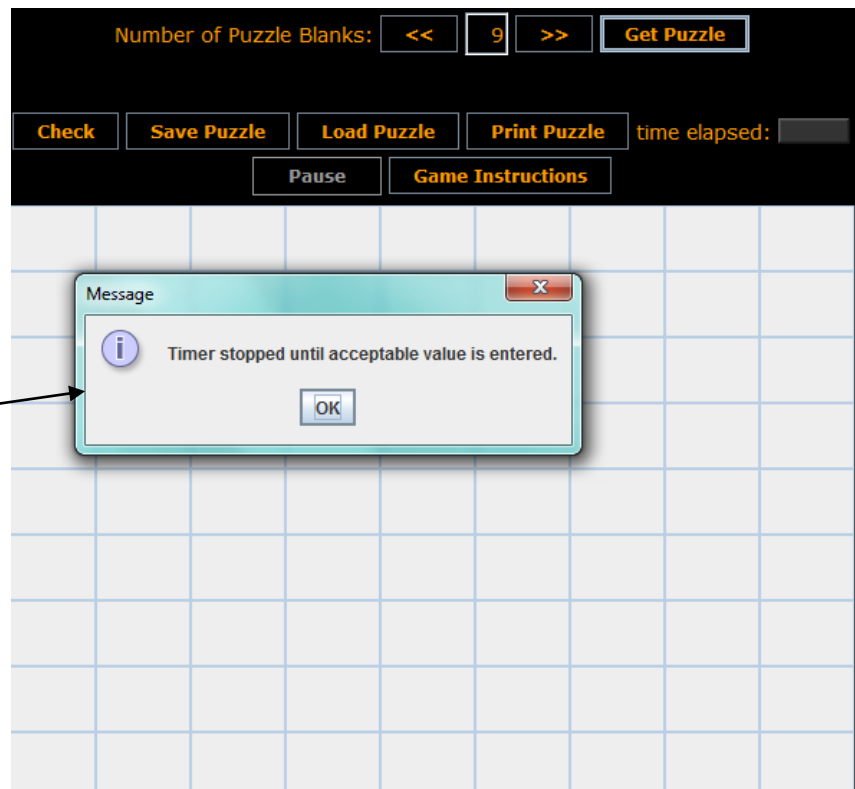 Number of Puzzle Blanks: << 9 >> Get Puzzle
Check Save Puzzle Load Puzzle Print Puzzle time elapsed:
Pause Game Instructions
Message
X
i
Timer stopped until acceptable value is entered.
OK